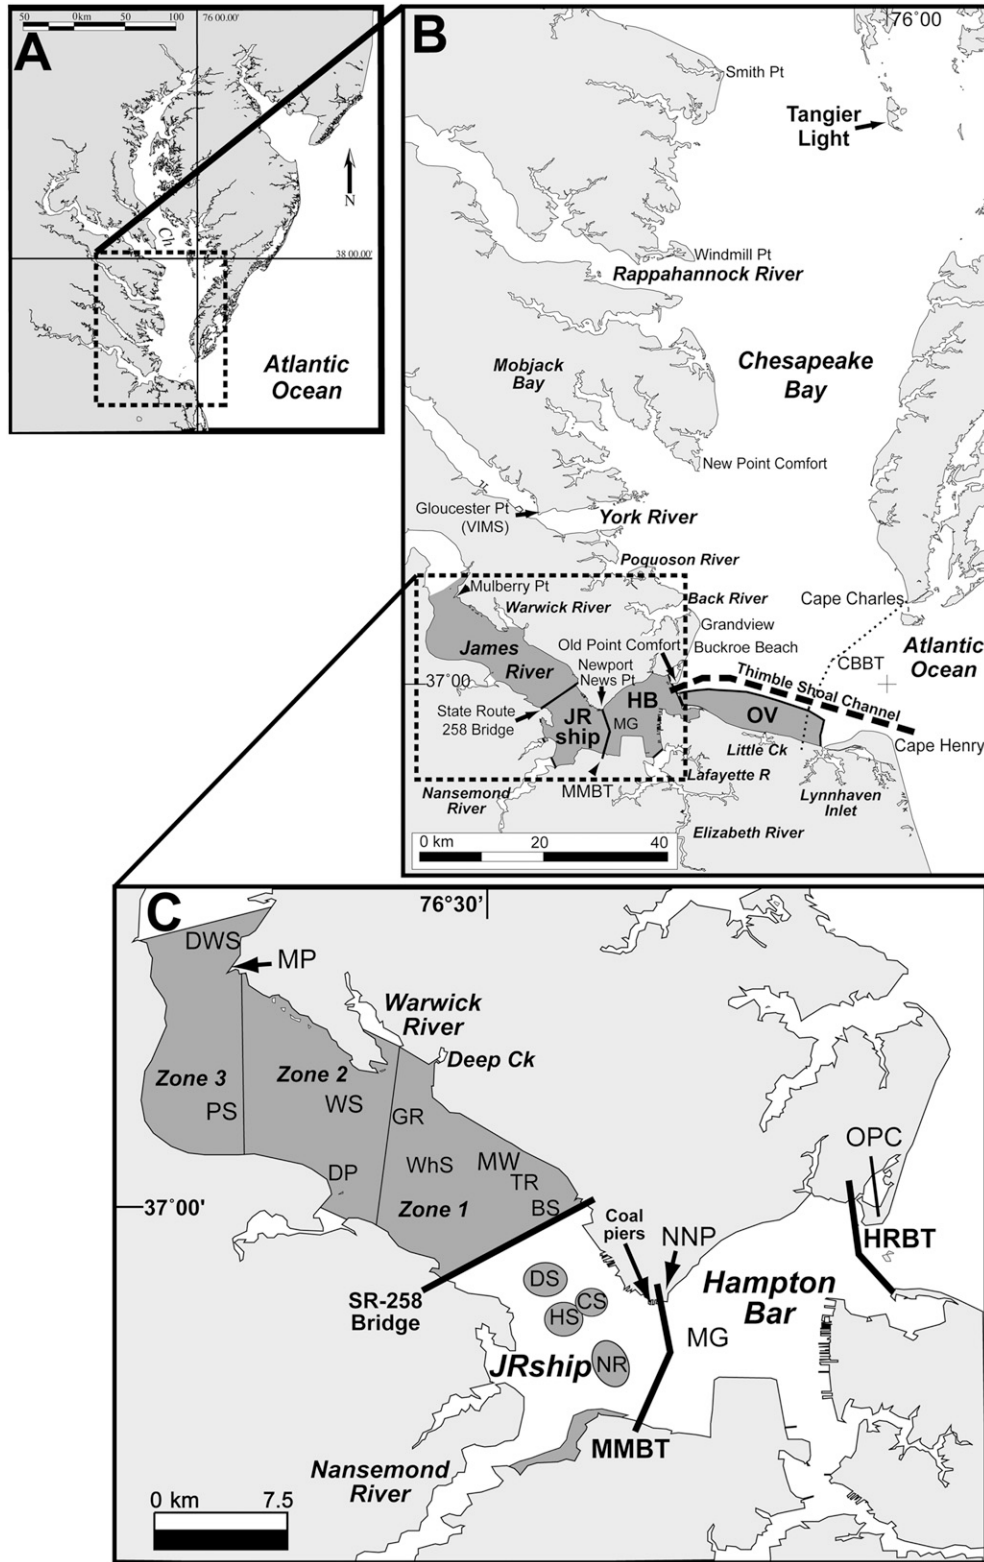 76 00.00'
50 0km 50 100
A
N
Ch
38 00.00'
Atlantic
Ocean
76°00
B
Smith Pt
Tangier
Light
Windmill Pt
Rappahannock River
Mobjack
Bay
Chesapeake
Bay
New Point Comfort
Gloucester Pt
(VIMS)
York River
Poquoson River
Mulberry Pt
Warwick River
Back River
Cape Charles
Grandview
James
River
Old Point Comfort
Buckroe Beach
Atlantic
Ocean
CBBT
Newport
News Pt
37°00
Thimble Shoal Channel
HB
OV
State Route
258 Bridge
JR
ship
MG
Little Ck
Cape Henry
MMBT
Lafayette R
Nansemond
River
Lynnhaven
Inlet
Elizabeth River
0 km 20 40
C
76°30'
DWS
MP
Warwick
River
Deep Ck
Zone 3
Zone 2
PS
WS
GR
OPC
DP
WhS
MW
TR
Zone 1
BS
37°00'
Coal
piers
NNP
HRBT
SR-258
Bridge
DS
CS
HS
Hampton
Bar
MG
JRship
NR
MMBT
Nansemond
River
0 km 7.5